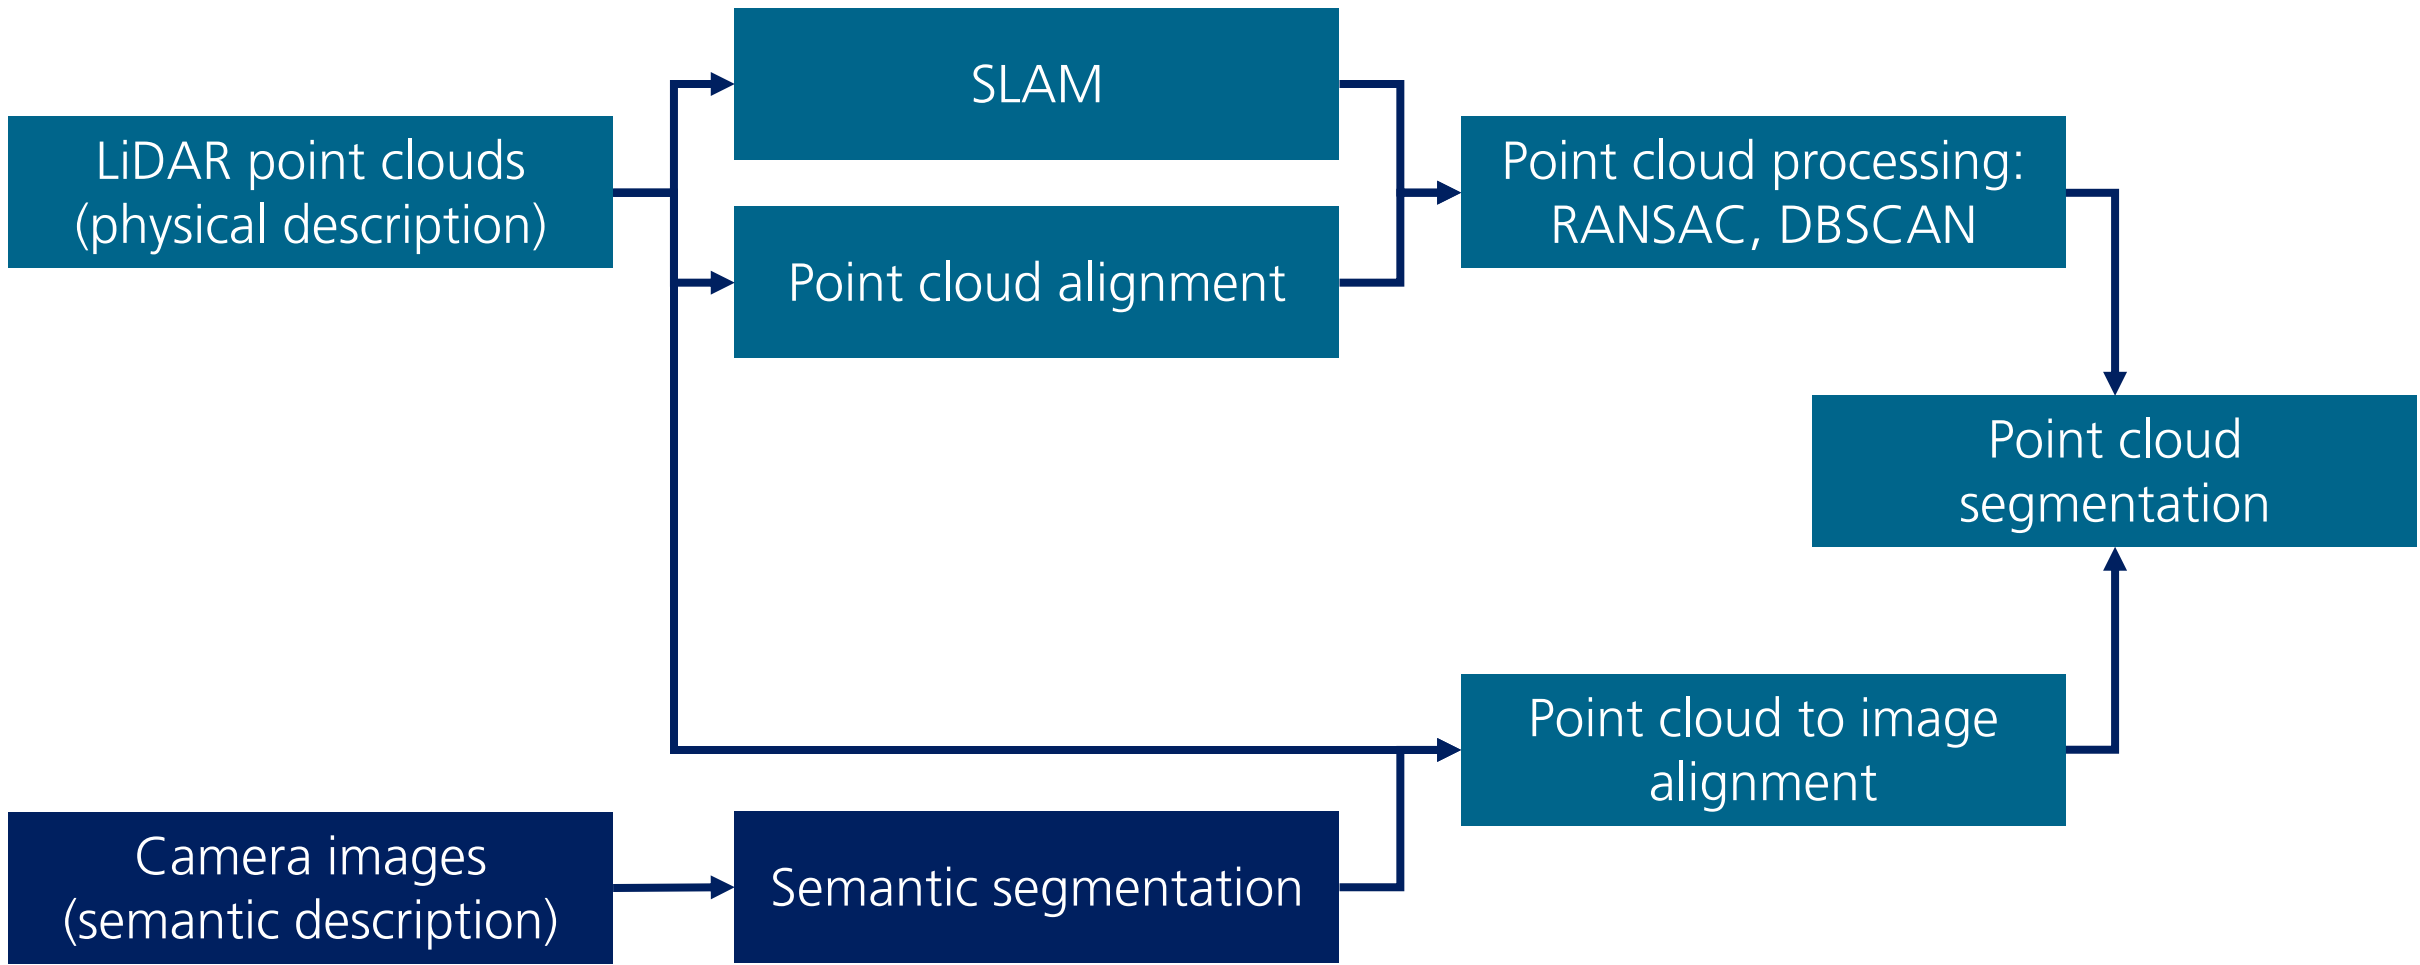 SLAM
LiDAR point clouds
(physical description)
Point cloud alignment
Point cloud processing:
RANSAC, DBSCAN
Point cloud
segmentation
Point cloud to image
alignment
Camera images
(semantic description)
Semantic segmentation